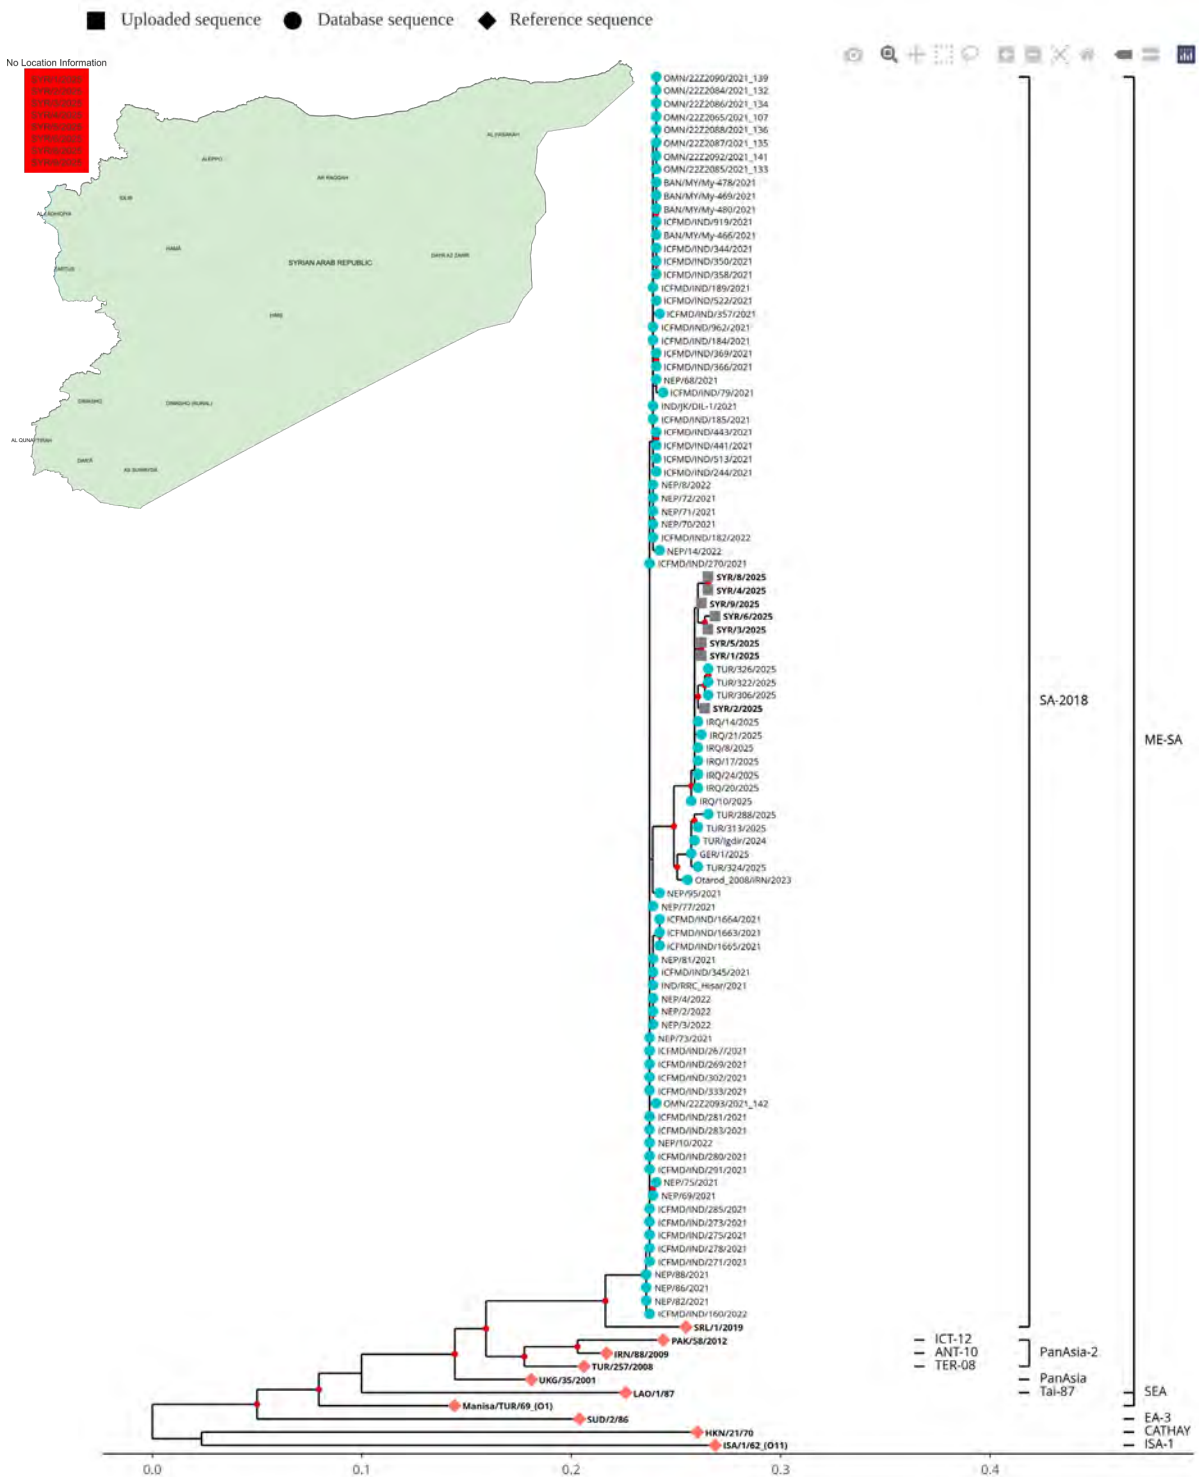 Uploaded sequence Database sequence Reference sequence
No Location Information
AL HASAKAH
ALEPPO
AR RAQQAH
IDLIB
HAMA
DAYR AZ ZAWR
SYRIAN ARAB REPUBLIC
TARTUS
HIMS
AL QUNAYTIRAH
DAR'A
AS SUWAYDA
OMN/22Z2090/2021_139
OMN/22Z2084/2021_132
OMN/22Z2086/2021_134
OMN/22Z2065/2021_107
OMN/22Z2088/2021_136
OMN/22Z2087/2021_135
OMN/22Z2092/2021_141
OMN/22Z2085/2021_133
BAN/MY/My-478/2021
BAN/MY/My-469/2021
BAN/MY/My-480/2021
ICFMD/IND/919/2021
BAN/MY/My-466/2021
ICFMD/IND/344/2021
ICFMD/IND/350/2021
ICFMD/IND/358/2021
ICFMD/IND/189/2021
ICFMD/IND/522/2021
ICFMD/IND/357/2021
ICFMD/IND/962/2021
ICFMD/IND/184/2021
ICFMD/IND/369/2021
ICFMD/IND/366/2021
NEP/68/2021
ICFMD/IND/79/2021
IND/JK/DIL-1/2021
ICFMD/IND/185/2021
ICFMD/IND/443/2021
ICFMD/IND/441/2021
ICFMD/IND/513/2021
ICFMD/IND/244/2021
NEP/8/2022
NEP/72/2021
NEP/71/2021
NEP/70/2021
ICFMD/IND/182/2022
NEP/14/2022
ICFMD/IND/270/2021
SYR/8/2025
SYR/4/2025
SYR/9/2025
SYR/6/2025
SYR/3/2025
SYR/5/2025
SYR/1/2025
TUR/326/2025
TUR/322/2025
TUR/306/2025
SYR/2/2025
IRQ/14/2025
IRQ/21/2025
IRQ/8/2025
IRQ/17/2025
IRQ/24/2025
IRQ/20/2025
IRQ/10/2025
TUR/288/2025
TUR/313/2025
TUR/Igdir/2024
GER/1/2025
TUR/324/2025
Otarod_2008/IRN/2023
NEP/95/2021
NEP/77/2021
ICFMD/IND/1664/2021
ICFMD/IND/1663/2021
ICFMD/IND/1665/2021
NEP/81/2021
ICFMD/IND/345/2021
IND/RRC_Hisar/2021
NEP/4/2022
NEP/2/2022
NEP/3/2022
NEP/73/2021
ICFMD/IND/267/2021
ICFMD/IND/269/2021
ICFMD/IND/302/2021
ICFMD/IND/333/2021
OMN/22Z2093/2021_142
ICFMD/IND/281/2021
ICFMD/IND/283/2021
NEP/10/2022
ICFMD/IND/280/2021
ICFMD/IND/291/2021
NEP/75/2021
NEP/69/2021
ICFMD/IND/285/2021
ICFMD/IND/273/2021
ICFMD/IND/275/2021
ICFMD/IND/278/2021
ICFMD/IND/271/2021
NEP/88/2021
NEP/86/2021
NEP/82/2021
ICFMD/IND/160/2022
SRL/1/2019
PAK/58/2012
IRN/88/2009
TUR/257/2008
UKG/35/2001
LAO/1/87
Manisa/TUR/69_(O1)
SUD/2/86
HKN/21/70
ISA/1/62_(O11)
SA-2018
ME-SA
ICT-12
ANT-10
TER-08
PanAsia-2
PanAsia
Tai-87
SEA
EA-3
CATHAY
ISA-1
0.0 0.1 0.2 0.3 0.4